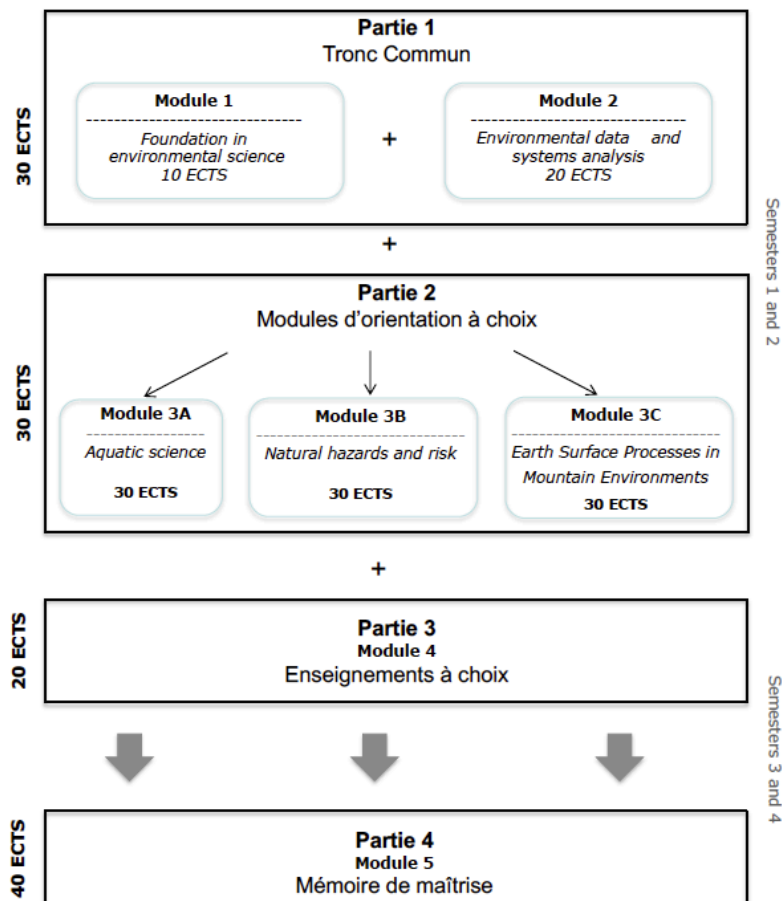 Partie 1
Tronc Commun
30 ECTS
Module 1
--------------------------------
Foundation in
environmental science
10 ECTS
+
Module 2
--------------------------------
Environmental data and
systems analysis
20 ECTS
Semesters 1 and 2
+
Partie 2
Modules d'orientation à choix
30 ECTS
Module 3A
------------------
Aquatic science
30 ECTS
Module 3B
---------------------------
Natural hazards and risk
30 ECTS
Module 3C
---------------------------
Earth Surface Processes in
Mountain Environments
30 ECTS
+
20 ECTS
Partie 3
Module 4
Enseignements à choix
Semesters 3 and 4
40 ECTS
Partie 4
Module 5
Mémoire de maîtrise